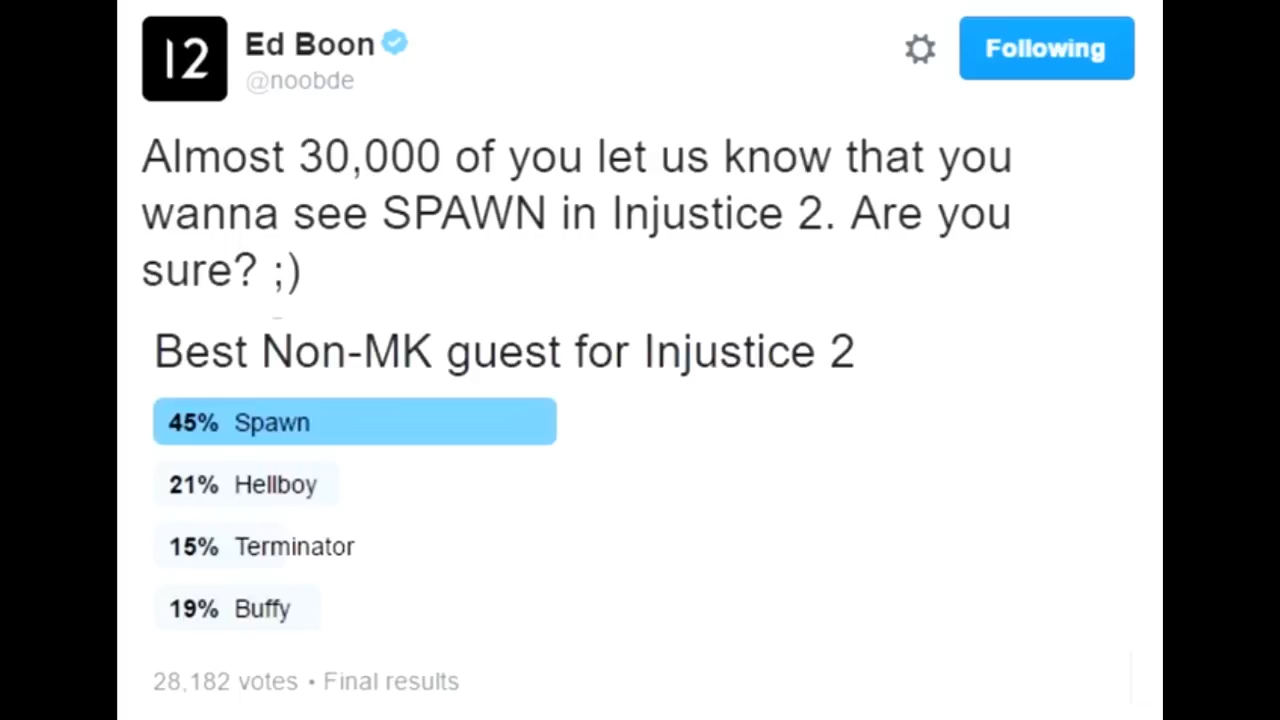 12
Ed Boon
@noobde
Following
Almost 30,000 of you let us know that you
wanna see SPAWN in Injustice 2. Are you
sure? ;)
Best Non-MK guest for Injustice 2
45% Spawn
21% Hellboy
15% Terminator
19% Buffy
28,182 votes • Final results